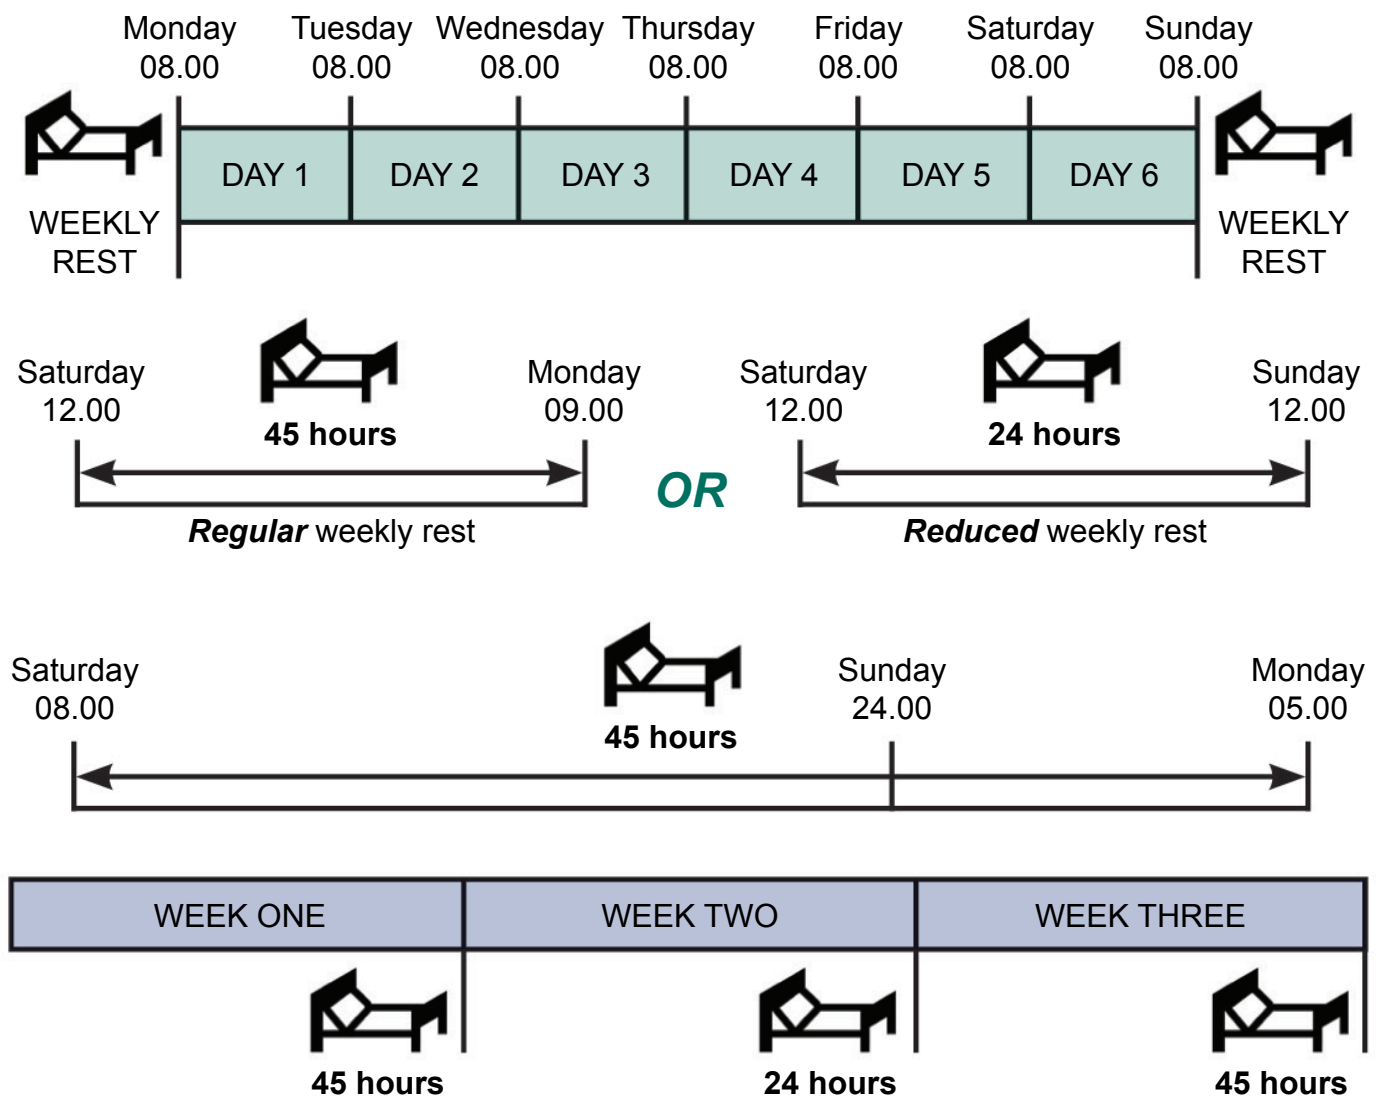 Monday Tuesday Wednesday Thursday Friday Saturday Sunday
08.00 08.00 08.00 08.00 08.00 08.00 08.00
DAY 1 DAY 2 DAY 3 DAY 4 DAY 5 DAY 6
WEEKLY WEEKLY
REST REST
Saturday Monday Saturday Sunday
12.00 09.00 12.00 12.00
45 hours 24 hours
OR
Regular weekly rest Reduced weekly rest
Saturday Sunday Monday
08.00 24.00 05.00
45 hours
WEEK ONE WEEK TWO WEEK THREE
45 hours 24 hours 45 hours